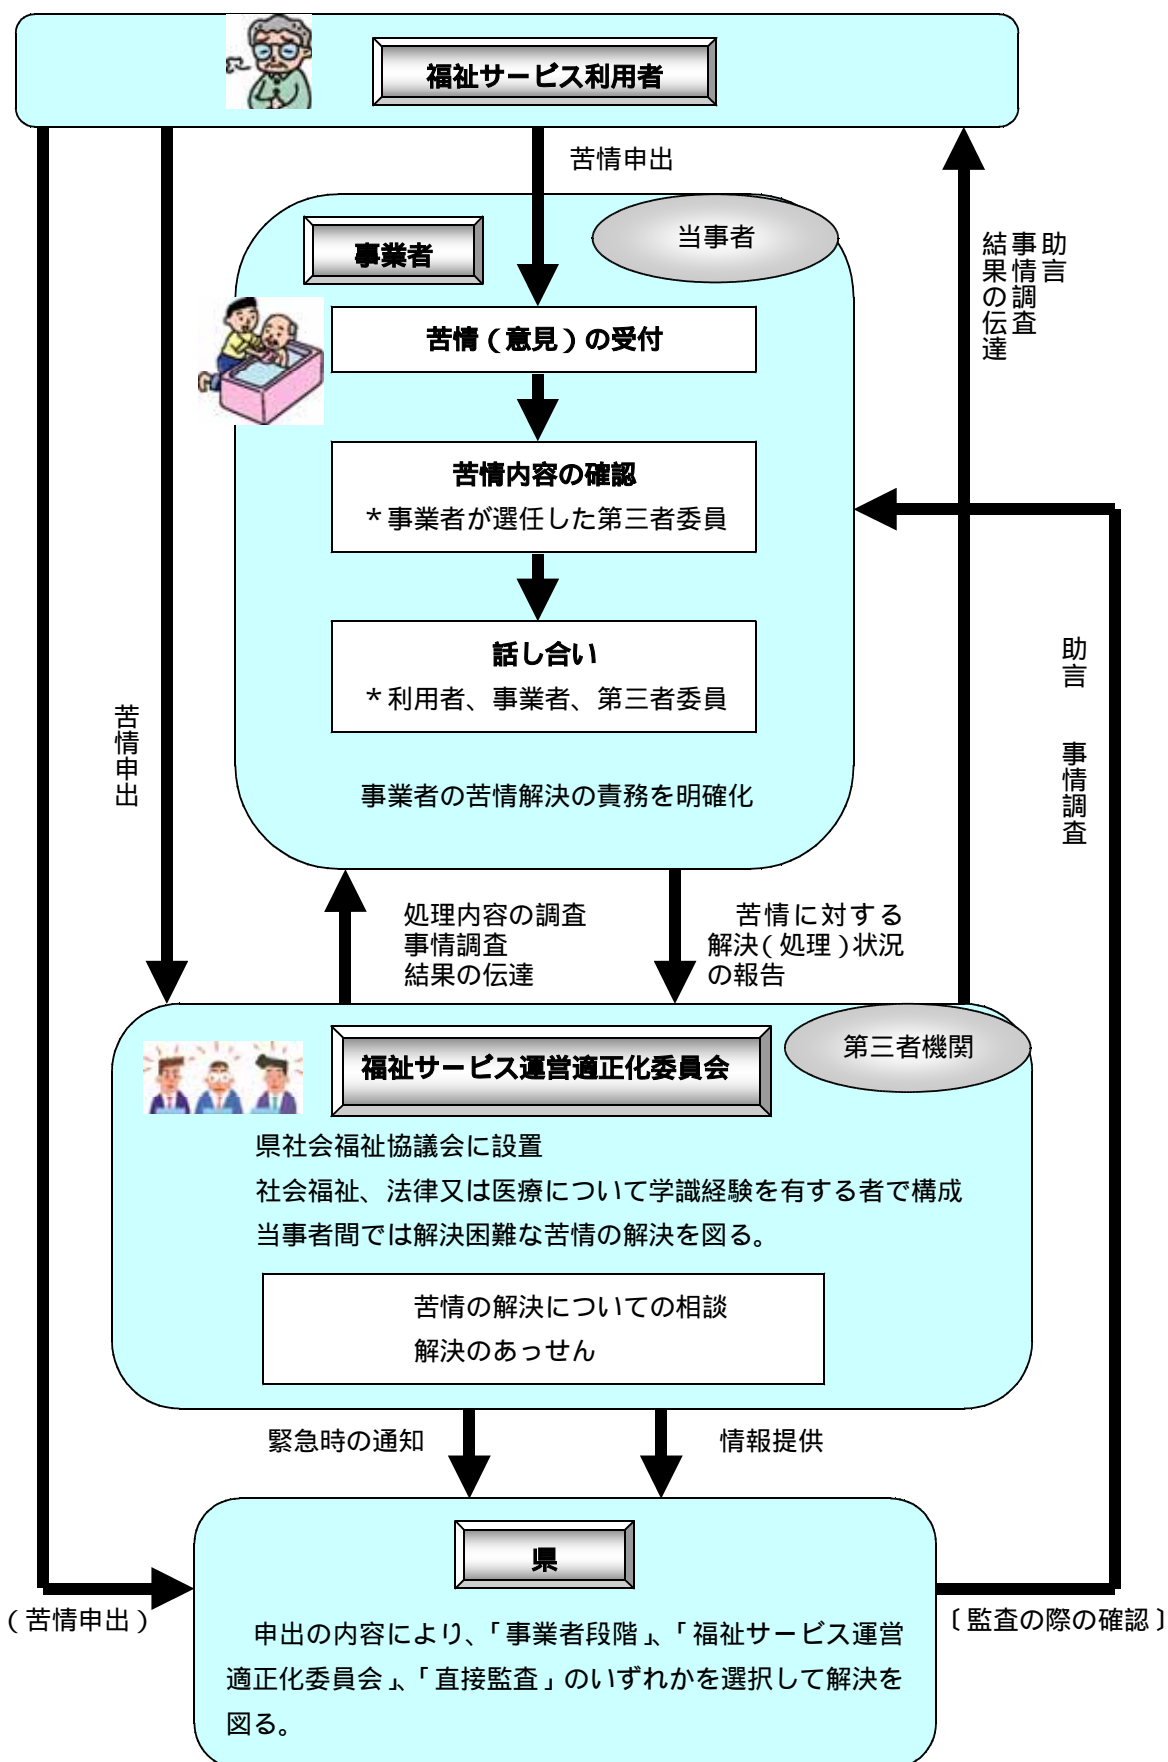 福祉サービス利用者
苦情申出
事業者
当事者
助言
事情調査
結果の伝達
苦情（意見）の受付
苦情内容の確認
＊事業者が選任した第三者委員
話し合い
＊利用者、事業者、第三者委員
事業者の苦情解決の責務を明確化
苦情申出
助言　事情調査
処理内容の調査
事情調査
結果の伝達
苦情に対する
解決（処理）状況
の報告
福祉サービス運営適正化委員会
第三者機関
県社会福祉協議会に設置
社会福祉、法律又は医療について学識経験を有する者で構成
当事者間では解決困難な苦情の解決を図る。
苦情の解決についての相談
解決のあっせん
緊急時の通知
情報提供
県
（苦情申出）
〔監査の際の確認〕
申出の内容により、「事業者段階」、「福祉サービス運営
適正化委員会」、「直接監査」のいずれかを選択して解決を
図る。